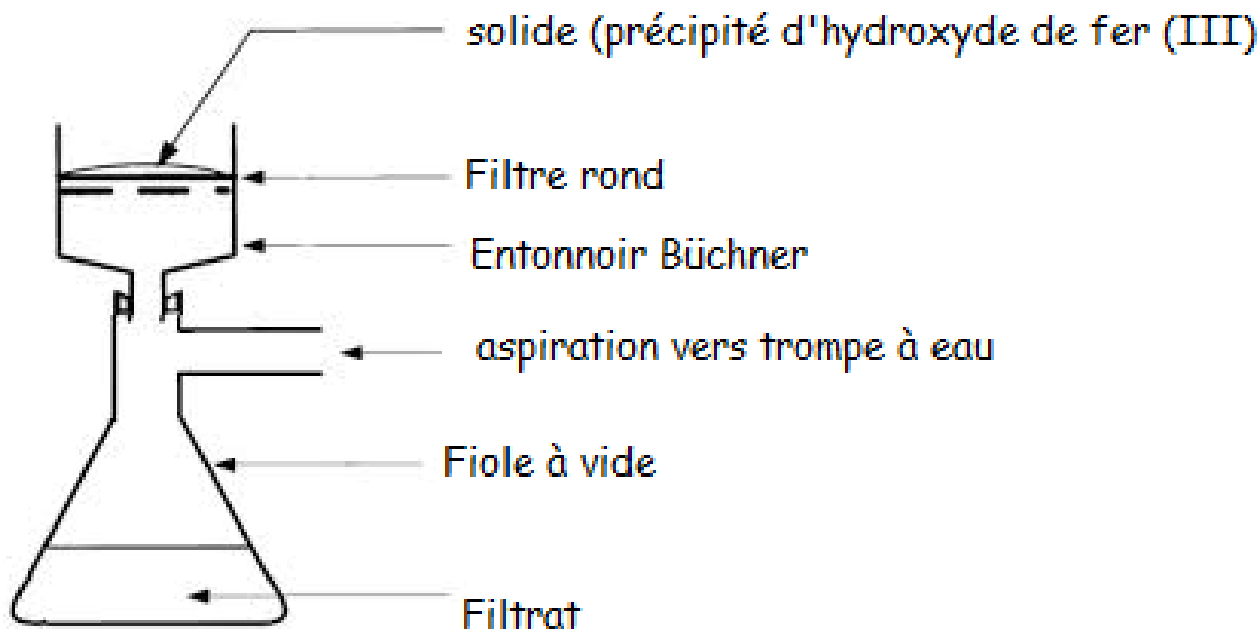 solide (précipité d'hydroxyde de fer (III)
Filtre rond
Entonnoir Büchner
aspiration vers trompe à eau
Fiole à vide
Filtrat